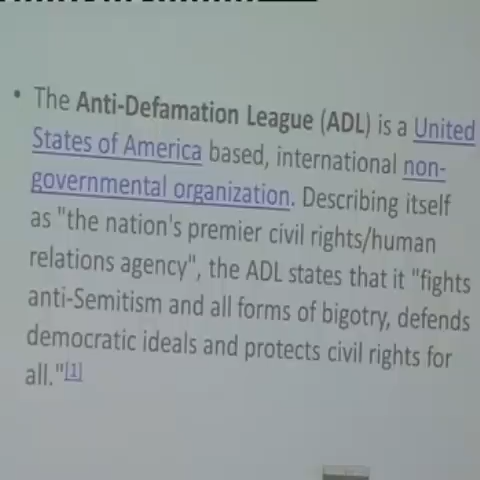 • The Anti-Defamation League (ADL) is a United
States of America based, international non-
governmental organization. Describing itself
as "the nation's premier civil rights/human
relations agency", the ADL states that it "fights
anti-Semitism and all forms of bigotry, defends
democratic ideals and protects civil rights for
all."[1]